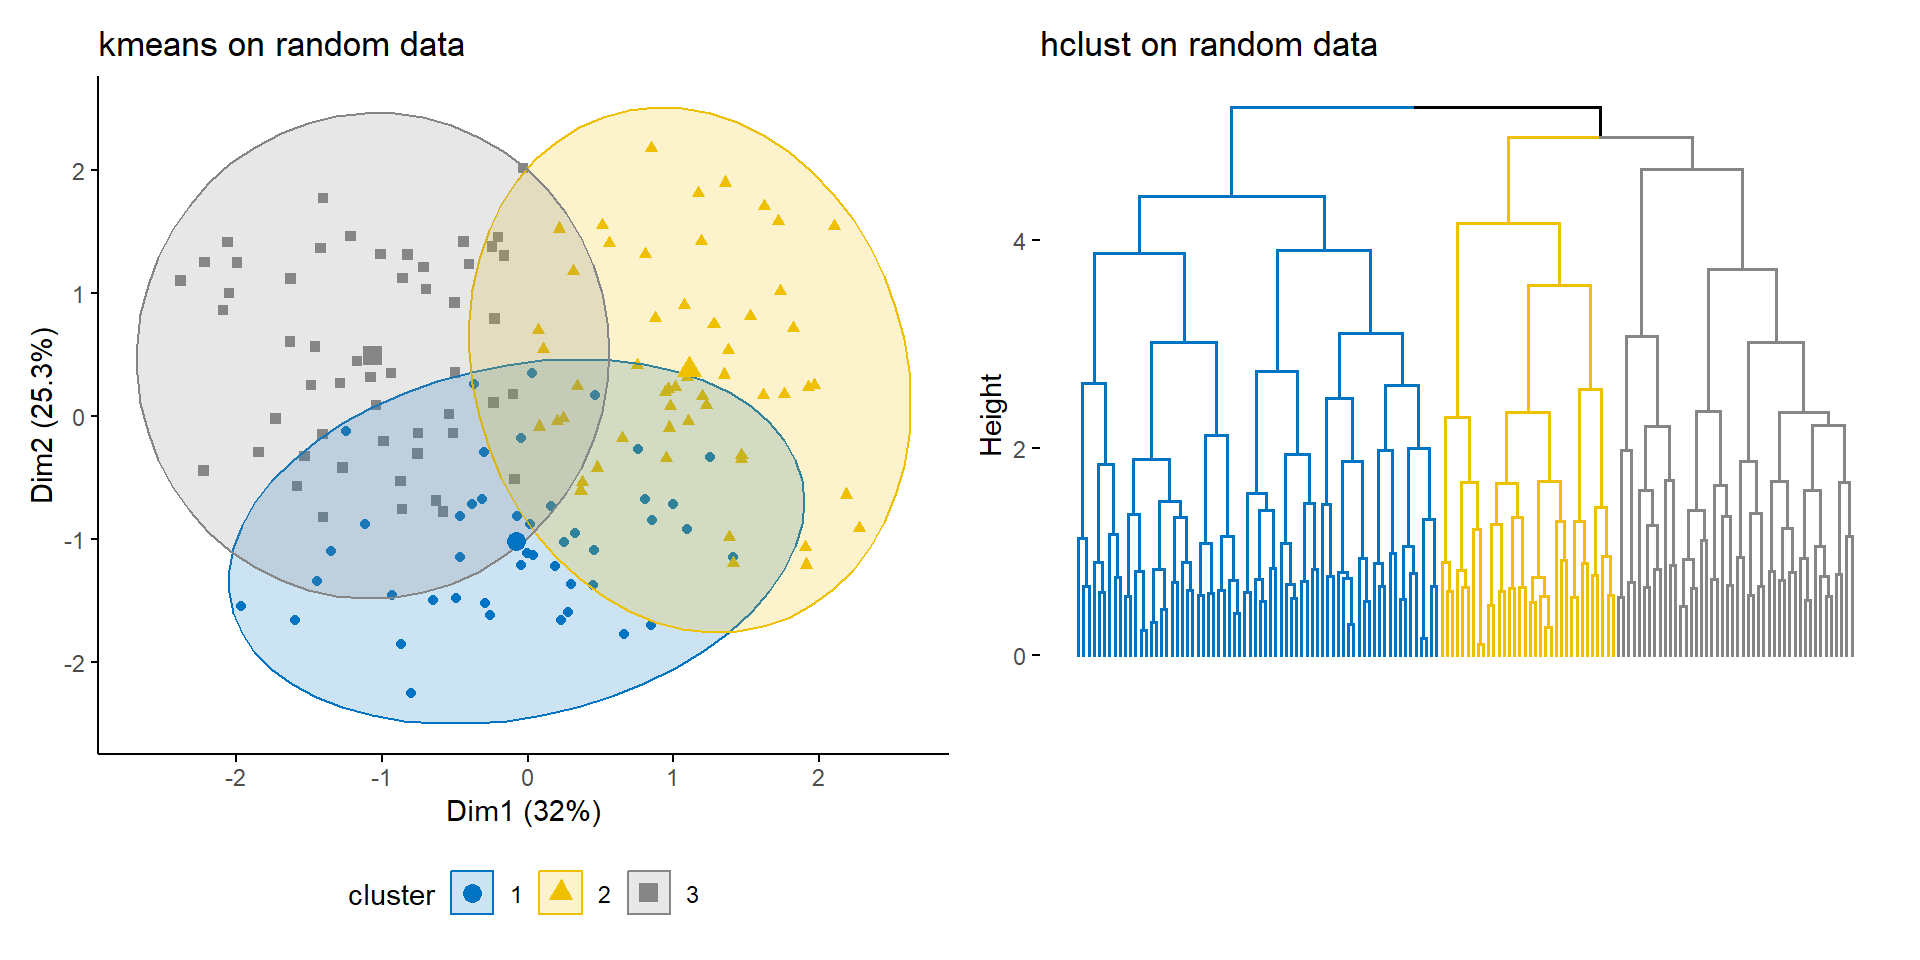 kmeans on random data
Dim2 (25.3%)
2
1
0
-1
-2
-2
-1
0
1
2
Dim1 (32%)
cluster
1
2
3
hclust on random data
Height
4
2
0